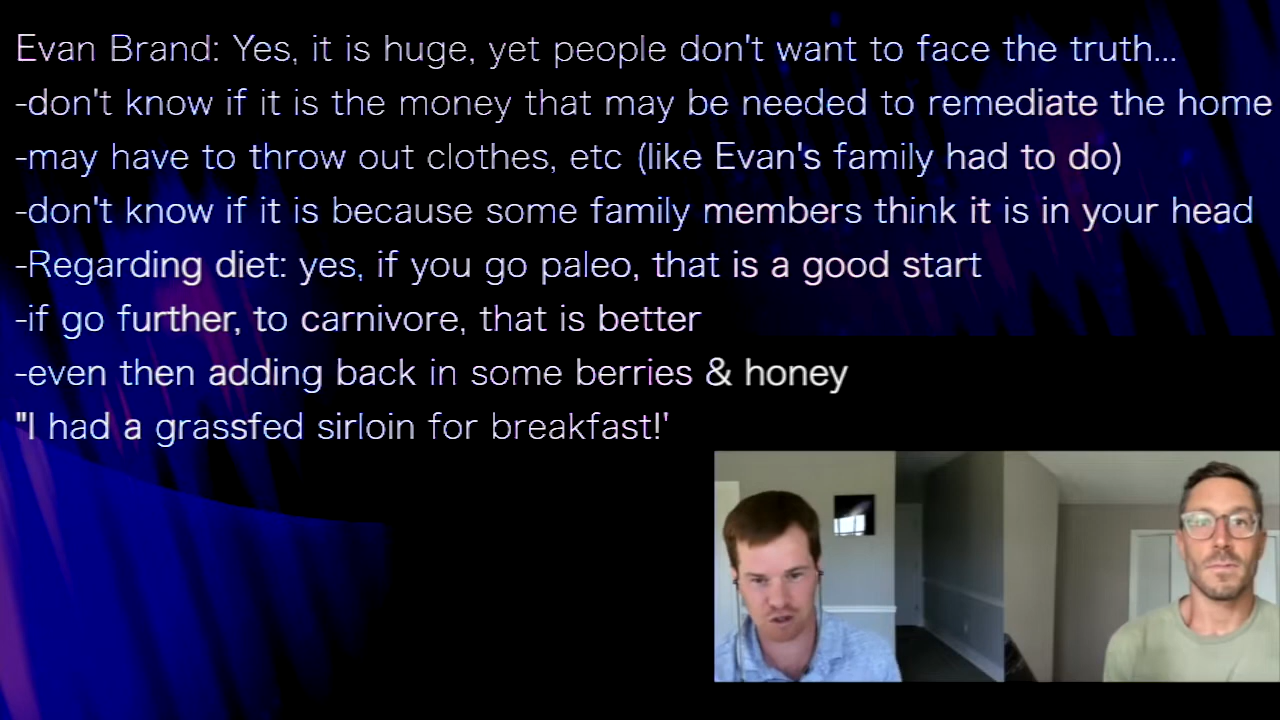 Evan Brand: Yes, it is huge, yet people don't want to face the truth...
-don't know if it is the money that may be needed to remediate the home
-may have to throw out clothes, etc (like Evan's family had to do)
-don't know if it is because some family members think it is in your head
-Regarding diet: yes, if you go paleo, that is a good start
-if go further, to carnivore, that is better
-even then adding back in some berries & honey
"I had a grassfed sirloin for breakfast!'